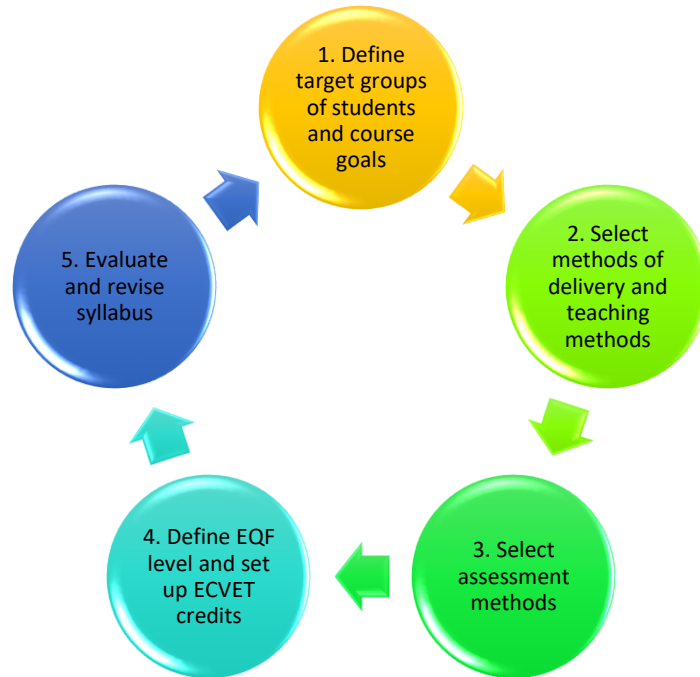 1. Define
target groups
of students
and course
goals
2. Select
methods of
delivery and
teaching
methods
3. Select
assessment
methods
4. Define EQF
level and set
up ECVET
credits
5. Evaluate
and revise
syllabus